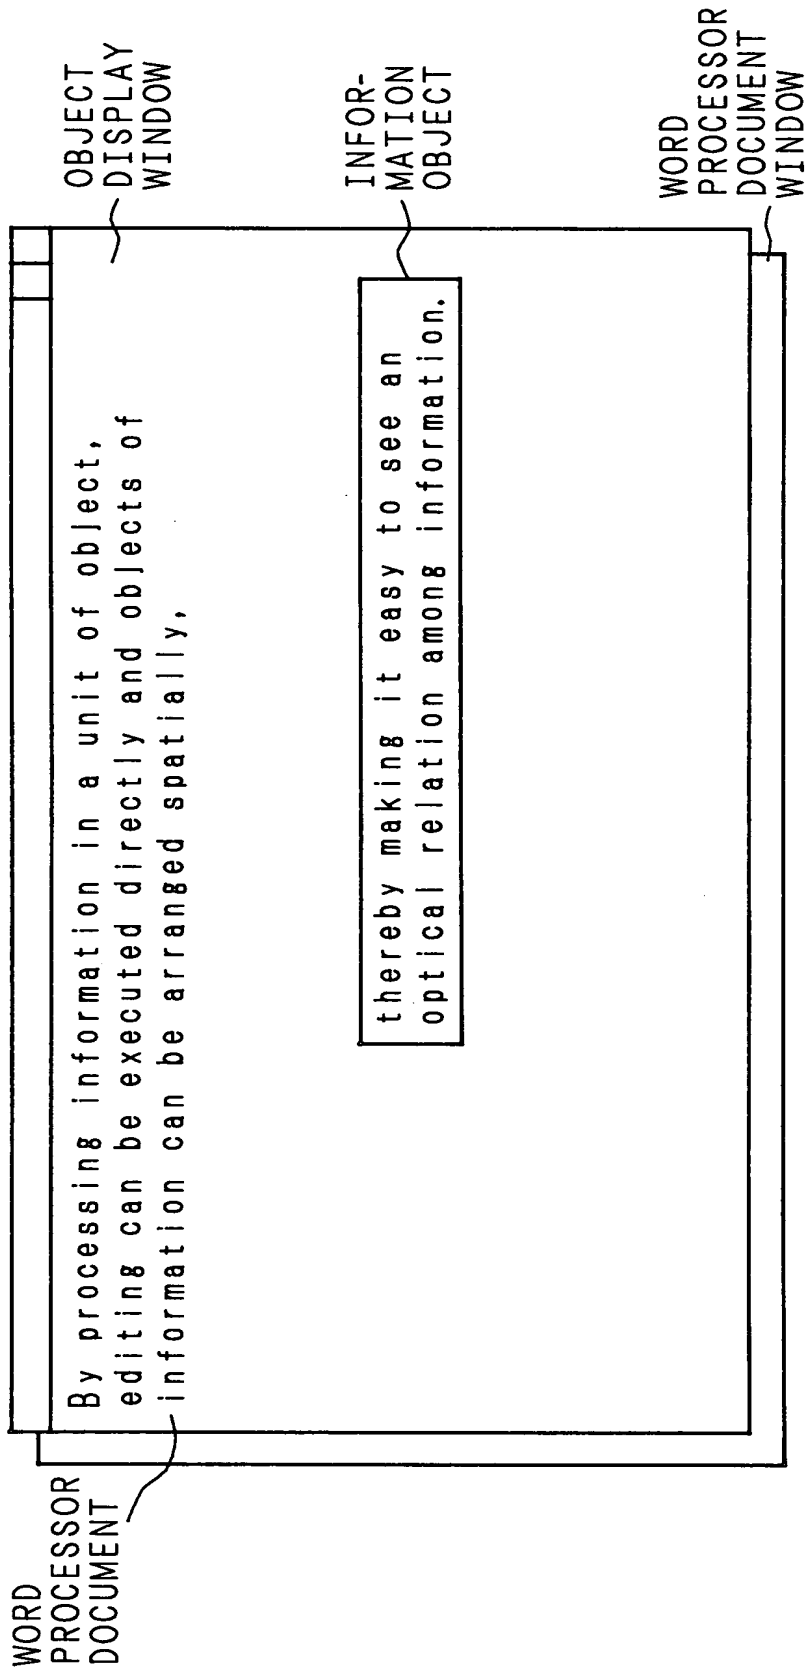 WORD
PROCESSOR
DOCUMENT
By processing information in a unit of object,
editing can be executed directly and objects of
information can be arranged spatially,
thereby making it easy to see an
optical relation among information.
OBJECT
DISPLAY
WINDOW
INFOR-
MATION
OBJECT
WORD
PROCESSOR
DOCUMENT
WINDOW